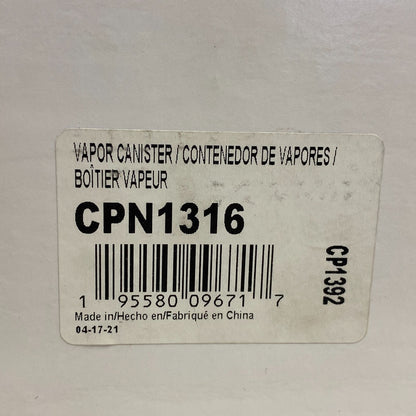 VAPOR CANISTER / CONTENEDOR DE VAPORES /
BOÎTIER VAPEUR
CPN1316
1 95580 09671 7
CP1392
Made in/Hecho en/Fabriqué en China
04-17-21